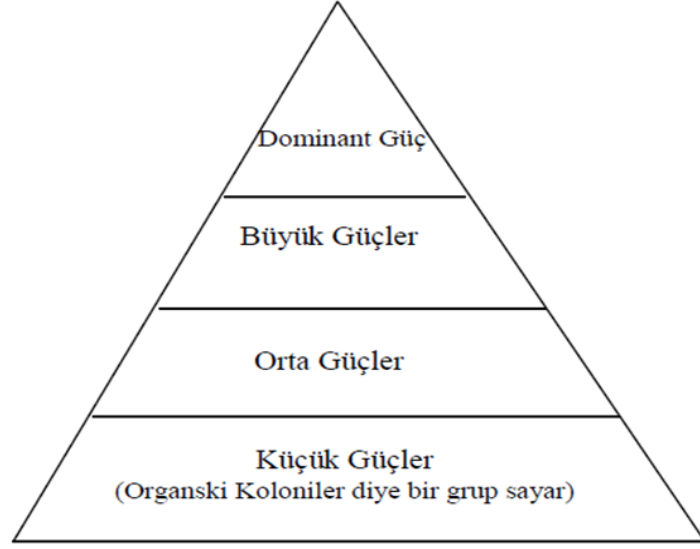 Dominant Güç
Büyük Güçler
Orta Güçler
Küçük Güçler
(Organski Koloniler diye bir grup sayar)